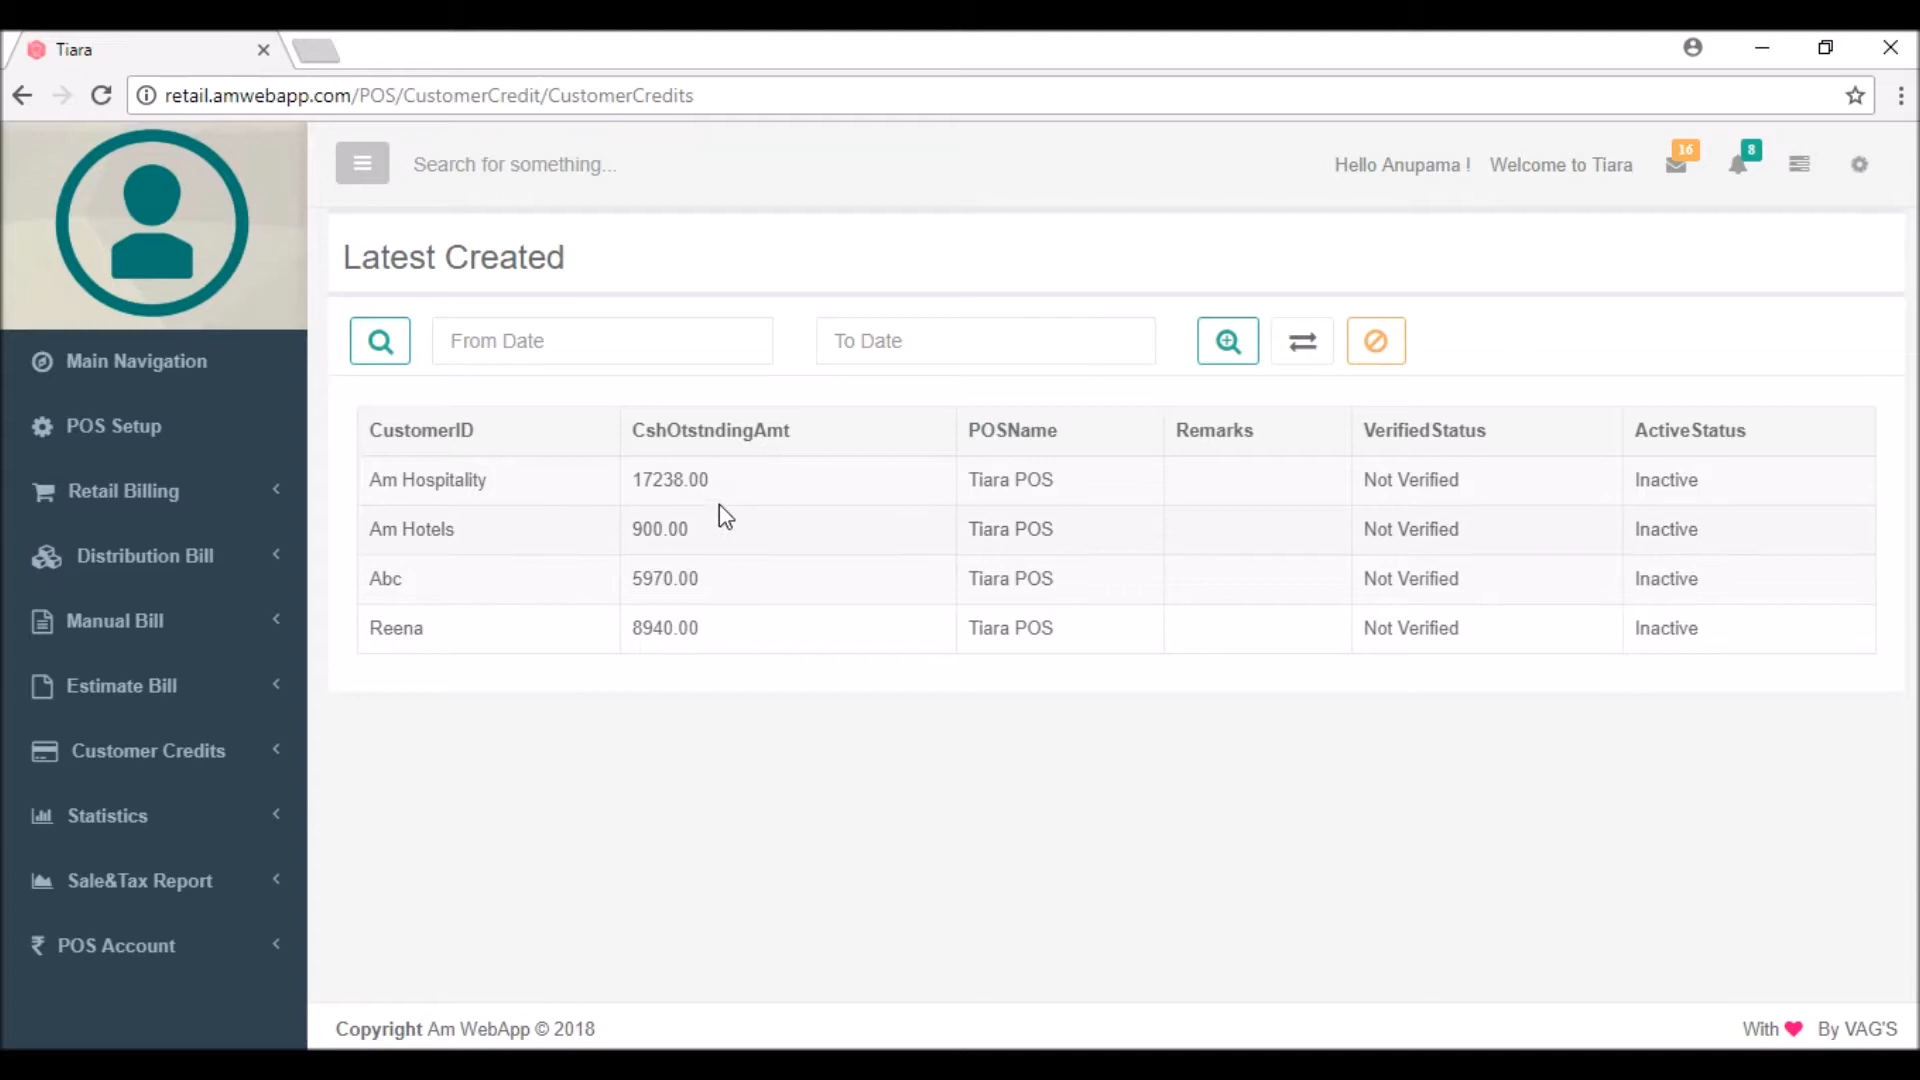 Tiara
retail.amwebapp.com/POS/CustomerCredit/CustomerCredits
Search for something...
Hello Anupama ! Welcome to Tiara 16 8
Latest Created
From Date To Date
CustomerID CshOtstndingAmt POSName Remarks VerifiedStatus ActiveStatus
Am Hospitality 17238.00 Tiara POS Not Verified Inactive
Am Hotels 900.00 Tiara POS Not Verified Inactive
Abc 5970.00 Tiara POS Not Verified Inactive
Reena 8940.00 Tiara POS Not Verified Inactive
Main Navigation
POS Setup
Retail Billing
Distribution Bill
Manual Bill
Estimate Bill
Customer Credits
Statistics
Sale&Tax Report
₹ POS Account
Copyright Am WebApp © 2018
With By VAG'S